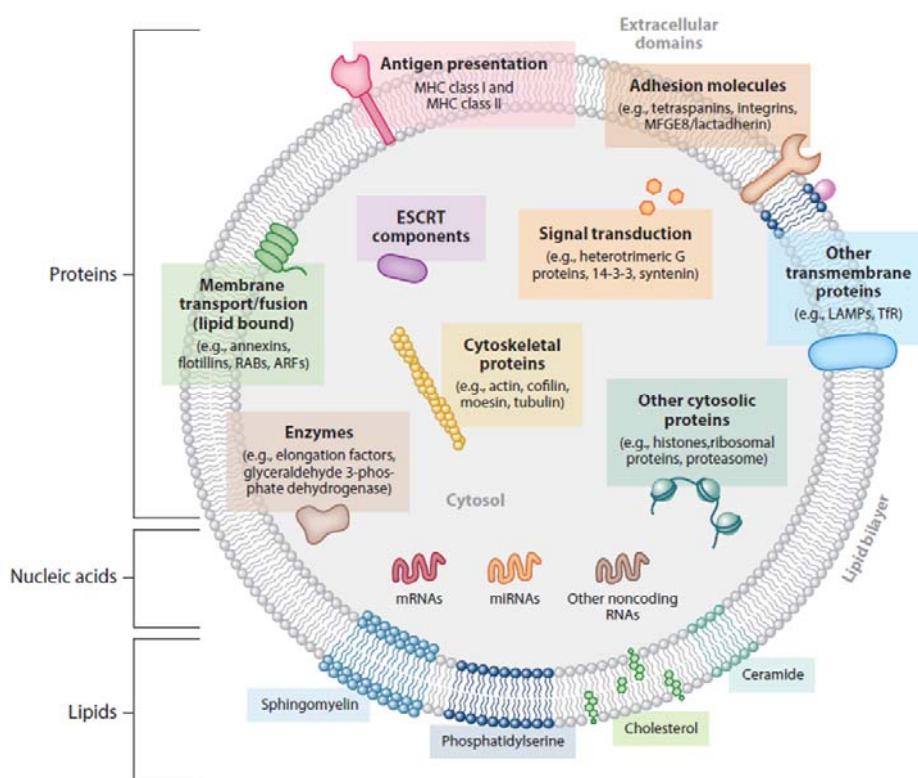 Extracellular
domains
Antigen presentation
MHC class I and
MHC class II
Adhesion molecules
(e.g., tetraspanins, integrins,
MFGE8/lactadherin)
ESCRT
components
Signal transduction
(e.g., heterotrimeric G
proteins, 14-3-3, syntenin)
Other
transmembrane
proteins
(e.g., LAMPs, TfR)
Proteins
Membrane
transport/fusion
(lipid bound)
(e.g., annexins,
flotillins, RABs, ARFs)
Cytoskeletal
proteins
(e.g., actin, cofilin,
moesin, tubulin)
Other cytosolic
proteins
(e.g., histones,ribosomal
proteins, proteasome)
Enzymes
(e.g., elongation factors,
glyceraldehyde 3-phos-
phate dehydrogenase)
Cytosol
Lipid bilayer
Nucleic acids
mRNAs
miRNAs
Other noncoding
RNAs
Lipids
Sphingomyelin
Phosphatidylserine
Cholesterol
Ceramide